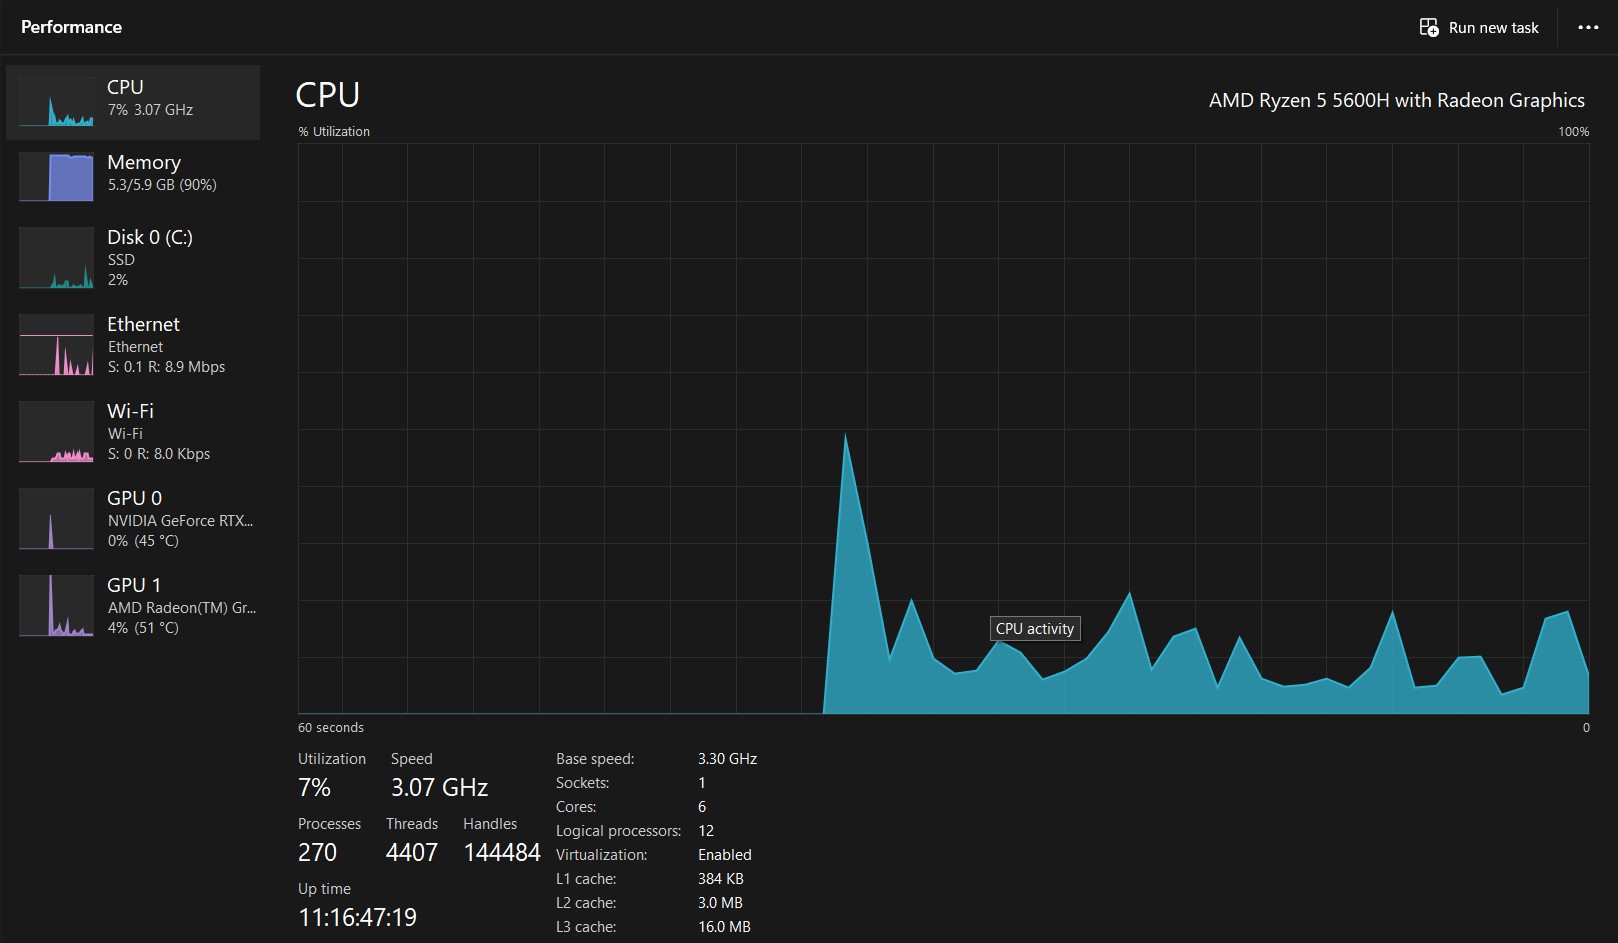 Performance
Run new task
CPU
7% 3.07 GHz
Memory
5.3/5.9 GB (90%)
Disk 0 (C:)
SSD
2%
Ethernet
Ethernet
S: 0.1 R: 8.9 Mbps
Wi-Fi
Wi-Fi
S: 0 R: 8.0 Kbps
GPU 0
NVIDIA GeForce RTX...
0% (45 °C)
GPU 1
AMD Radeon(TM) Gr...
4% (51 °C)
CPU
AMD Ryzen 5 5600H with Radeon Graphics
% Utilization
100%
CPU activity
60 seconds
0
Utilization
7%
Speed
3.07 GHz
Processes
270
Threads
4407
Handles
144484
Up time
11:16:47:19
Base speed: 3.30 GHz
Sockets: 1
Cores: 6
Logical processors: 12
Virtualization: Enabled
L1 cache: 384 KB
L2 cache: 3.0 MB
L3 cache: 16.0 MB